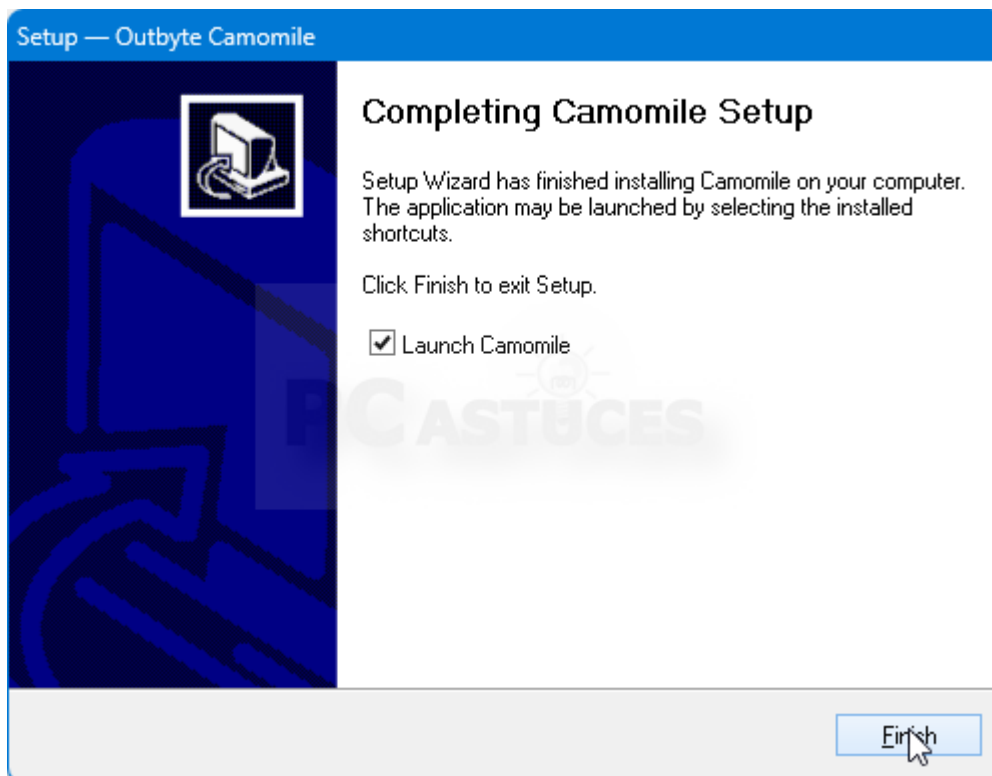 Setup — Outbyte Camomile
Completing Camomile Setup
Setup Wizard has finished installing Camomile on your computer.
The application may be launched by selecting the installed
shortcuts.
Click Finish to exit Setup.
Launch Camomile
PC ASTUCES
Finish